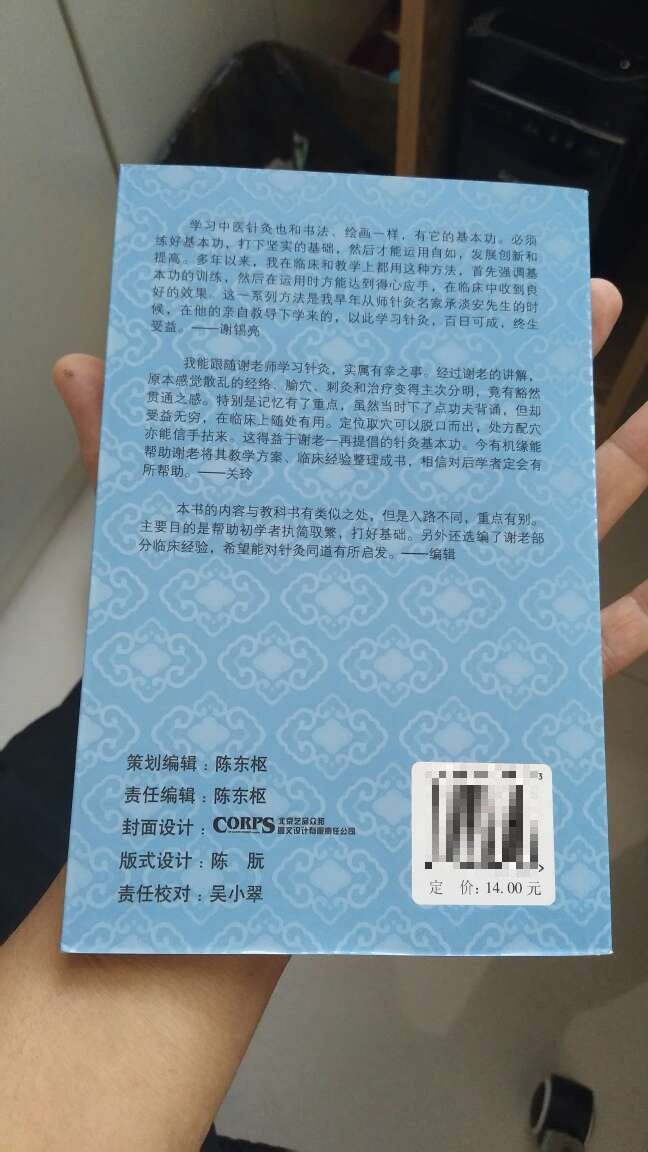 学习中医针灸也和书法、绘画一样，有它的基本功。必须
练好基本功，打下坚实的基础，然后才能运用自如，发展创新和
提高。多年以来，我在临床和教学上都用这种方法，首先强调基
本功的训练，然后在运用时方能达到得心应手，在临床中收到良
好的效果。这一系列方法是我早年从师针灸名家承淡安先生的时
候，在他的亲自教导下学来的，以此学习针灸，百日可成，终生
受益。——谢锡亮
我能跟随谢老师学习针灸，实属有幸之事。经过谢老的讲解，
原本感觉散乱的经络、腧穴、刺灸和治疗变得主次分明，竟有豁然
贯通之感。特别是记忆有了重点，虽然当时下了点功夫背诵，但却
受益无穷，在临床上随处有用。定位取穴可以脱口而出，处方配穴
亦能信手拈来。这得益于谢老一再提倡的针灸基本功。今有机缘能
帮助谢老将其教学方案、临床经验整理成书，相信对后学者定会有
所帮助。——关玲
本书的内容与教科书有类似之处，但是入路不同，重点有别。
主要目的是帮助初学者执简驭繁，打好基础。另外还选编了谢老部
分临床经验，希望能对针灸同道有所启发。——编辑
策划编辑：陈东枢
责任编辑：陈东枢
封面设计：CORPS 北京艺品众邦
图文设计有限责任公司
版式设计：陈 朊
责任校对：吴小翠
3
>
定 价：14.00 元